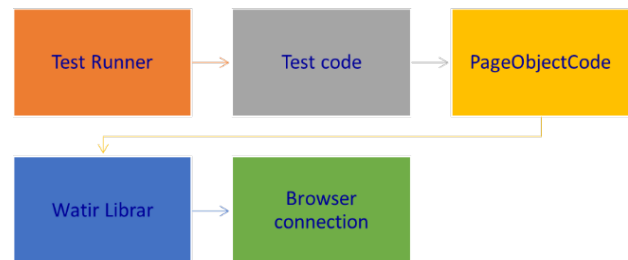 Test Runner
Test code
PageObjectCode
Watir Librar
Browser
connection